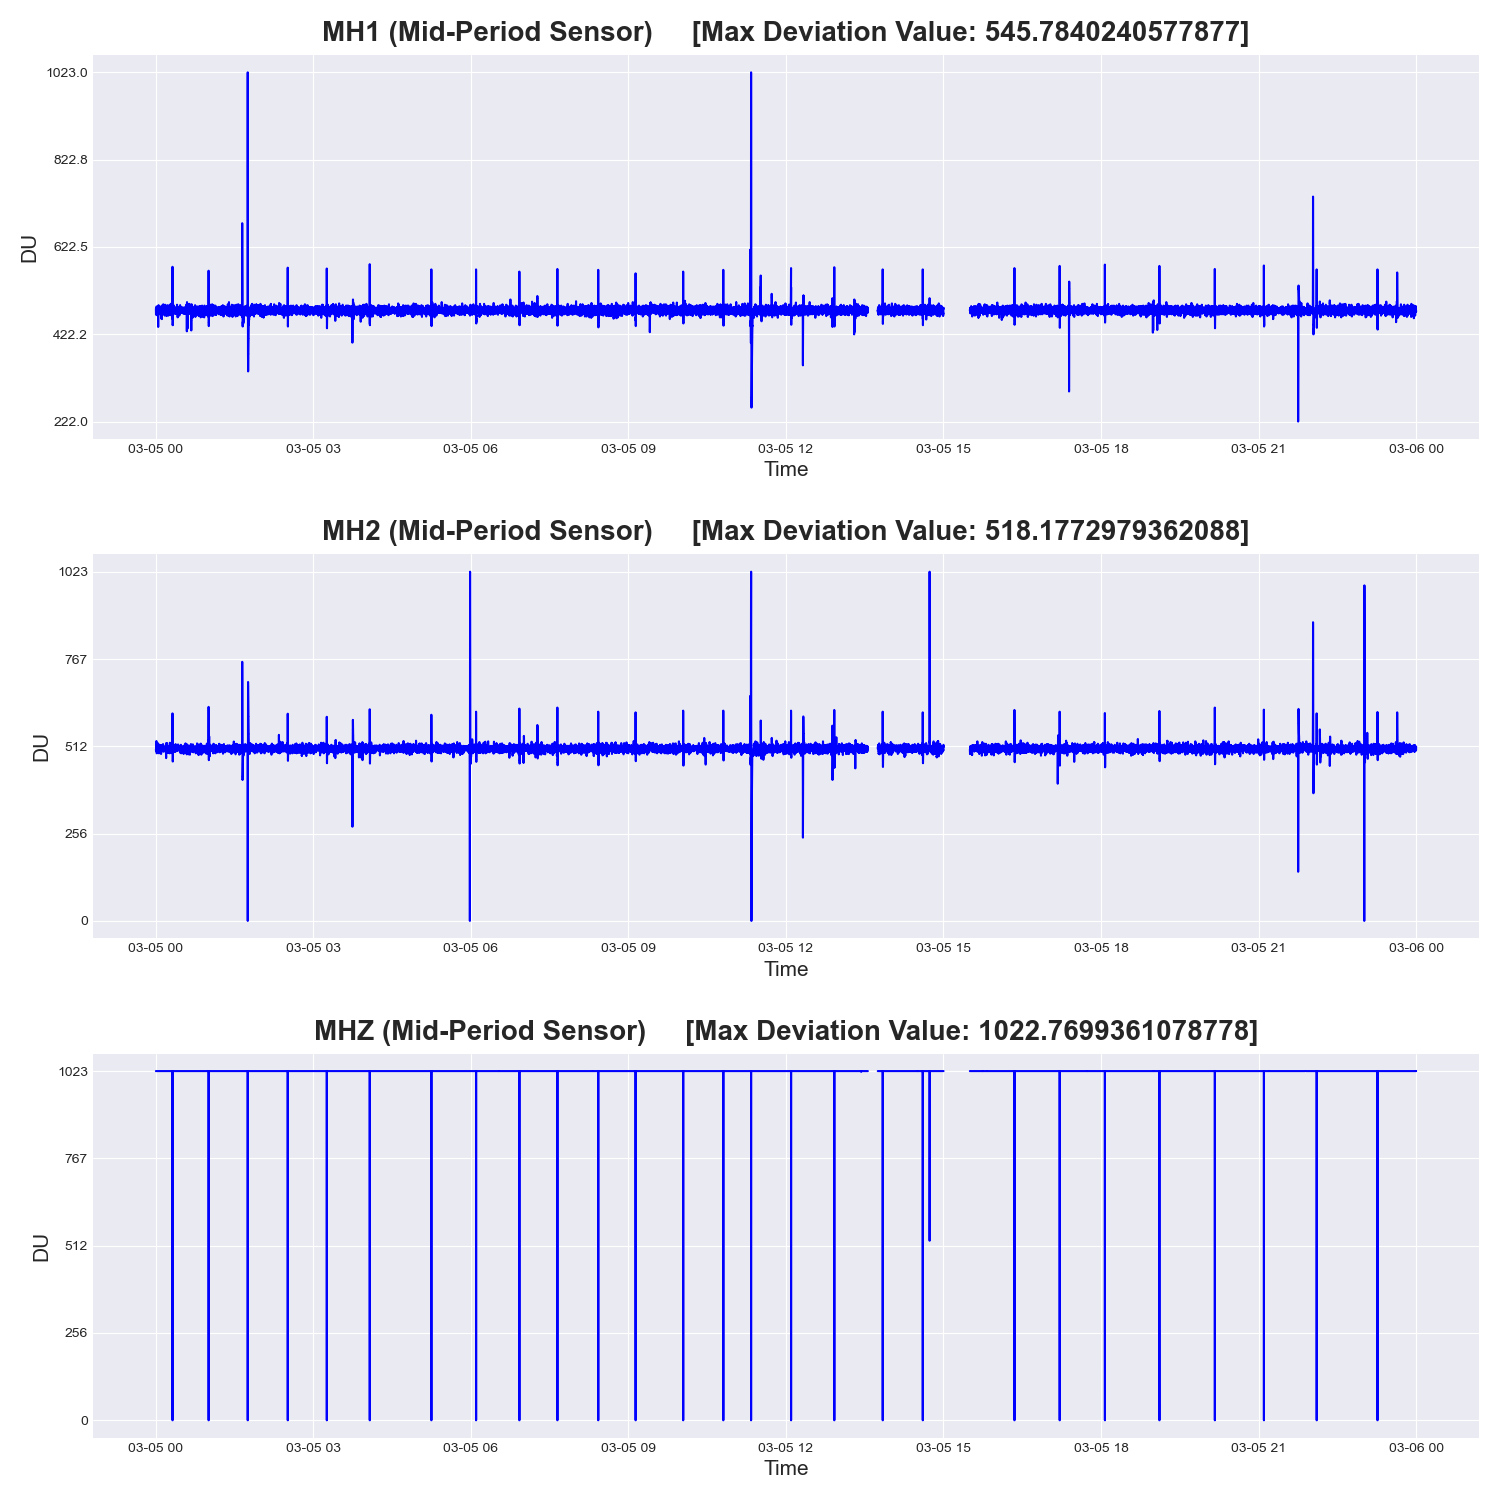 MH1 (Mid-Period Sensor) [Max Deviation Value: 545.7840240577877]
1023.0
822.8
622.5
422.2
222.0
DU
03-05 00 03-05 03 03-05 06 03-05 09 03-05 12 03-05 15 03-05 18 03-05 21 03-06 00
Time
MH2 (Mid-Period Sensor) [Max Deviation Value: 518.1772979362088]
1023
767
512
256
0
DU
03-05 00 03-05 03 03-05 06 03-05 09 03-05 12 03-05 15 03-05 18 03-05 21 03-06 00
Time
MHZ (Mid-Period Sensor) [Max Deviation Value: 1022.7699361078778]
1023
767
512
256
0
DU
03-05 00 03-05 03 03-05 06 03-05 09 03-05 12 03-05 15 03-05 18 03-05 21 03-06 00
Time